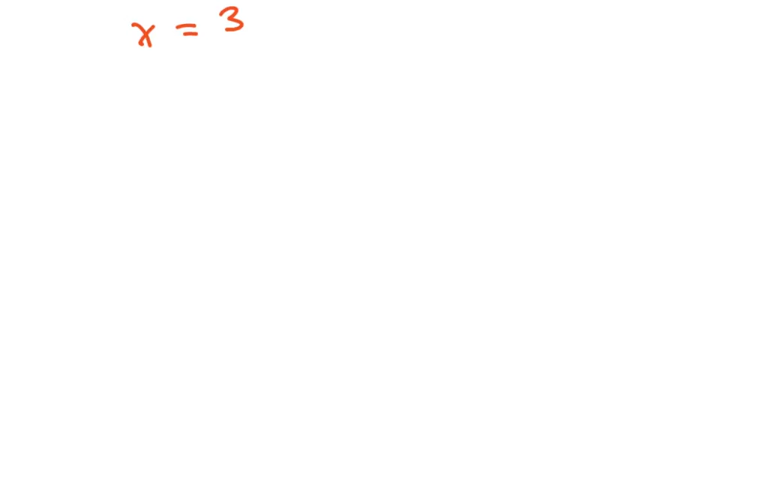 x = 3